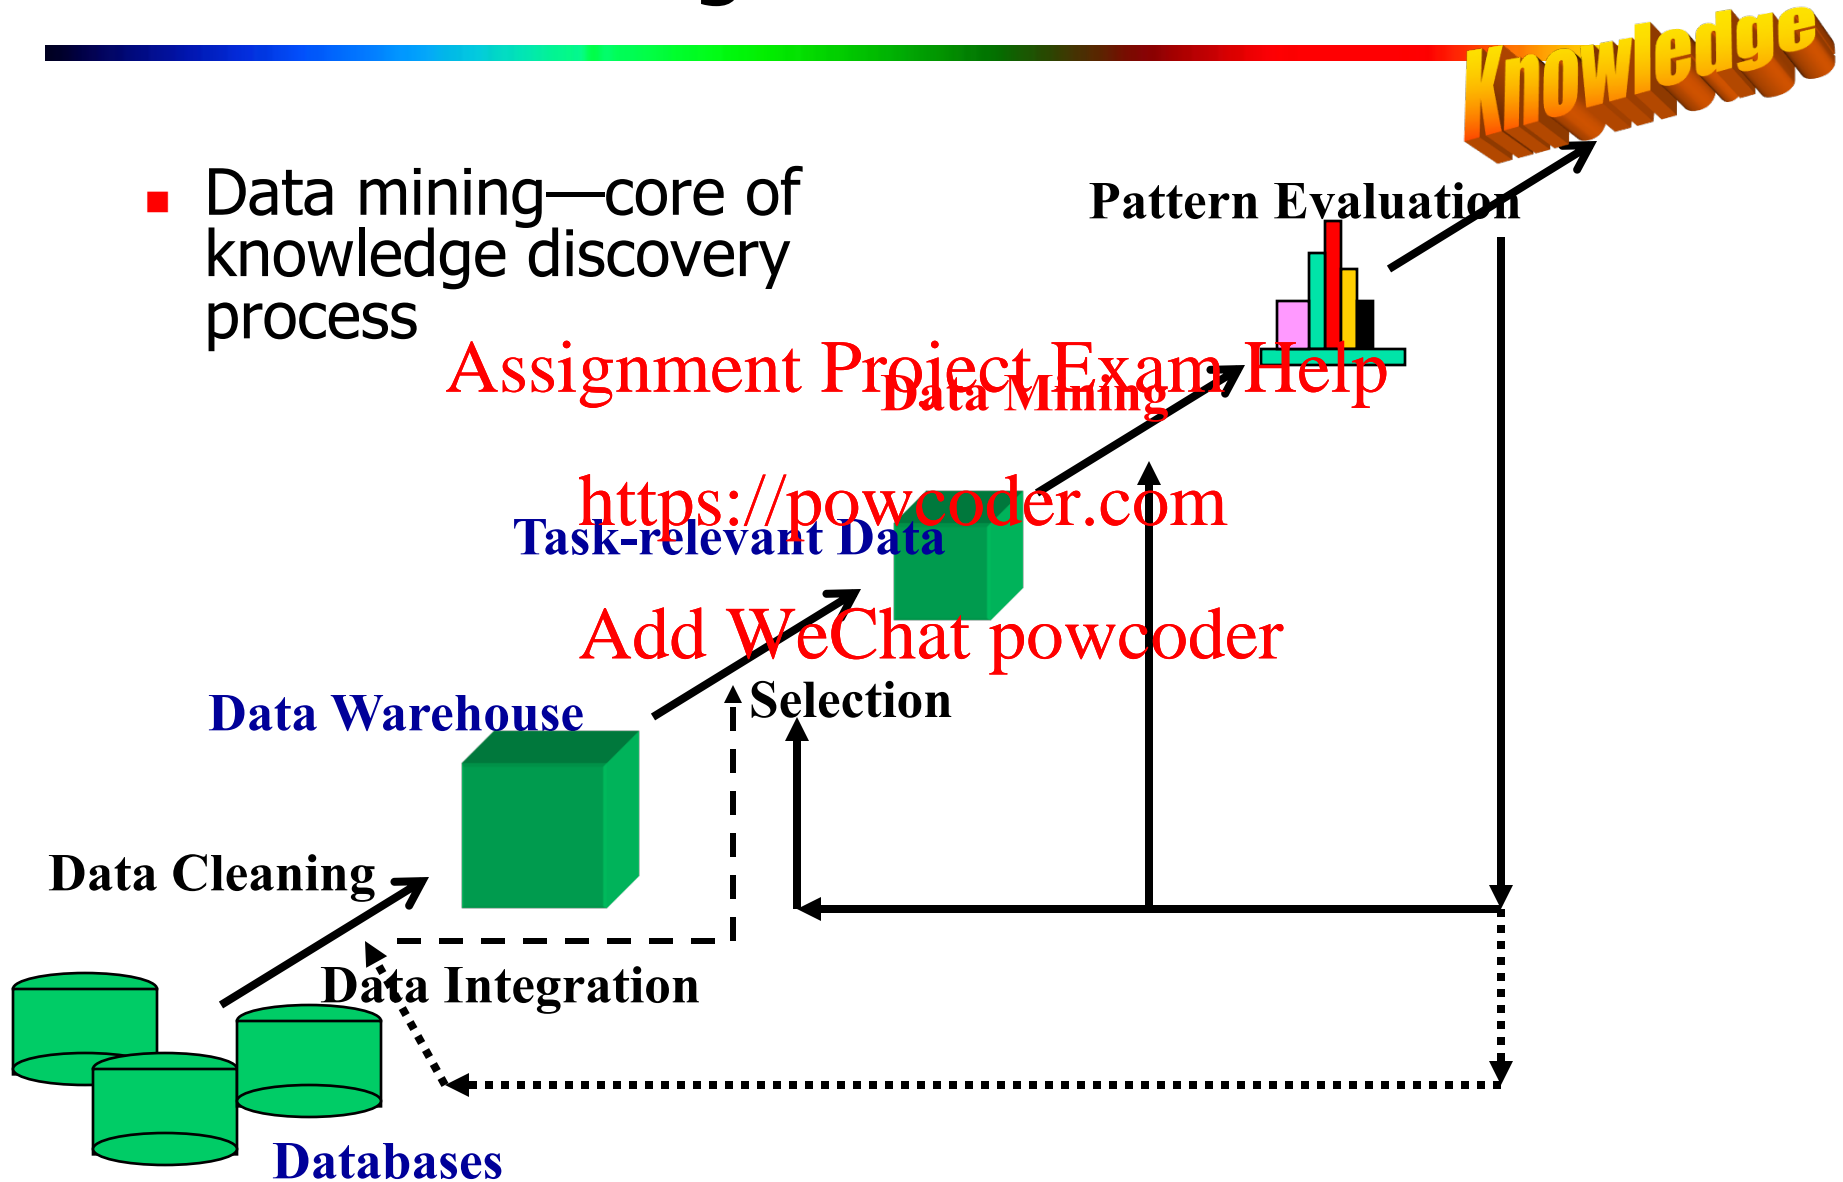 Knowledge
Data mining—core of
knowledge discovery
process
Pattern Evaluation
Assignment Project Exam Help
Data Mining
https://powcoder.com
Task-relevant Data
Add WeChat powcoder
Selection
Data Warehouse
Data Cleaning
Data Integration
Databases